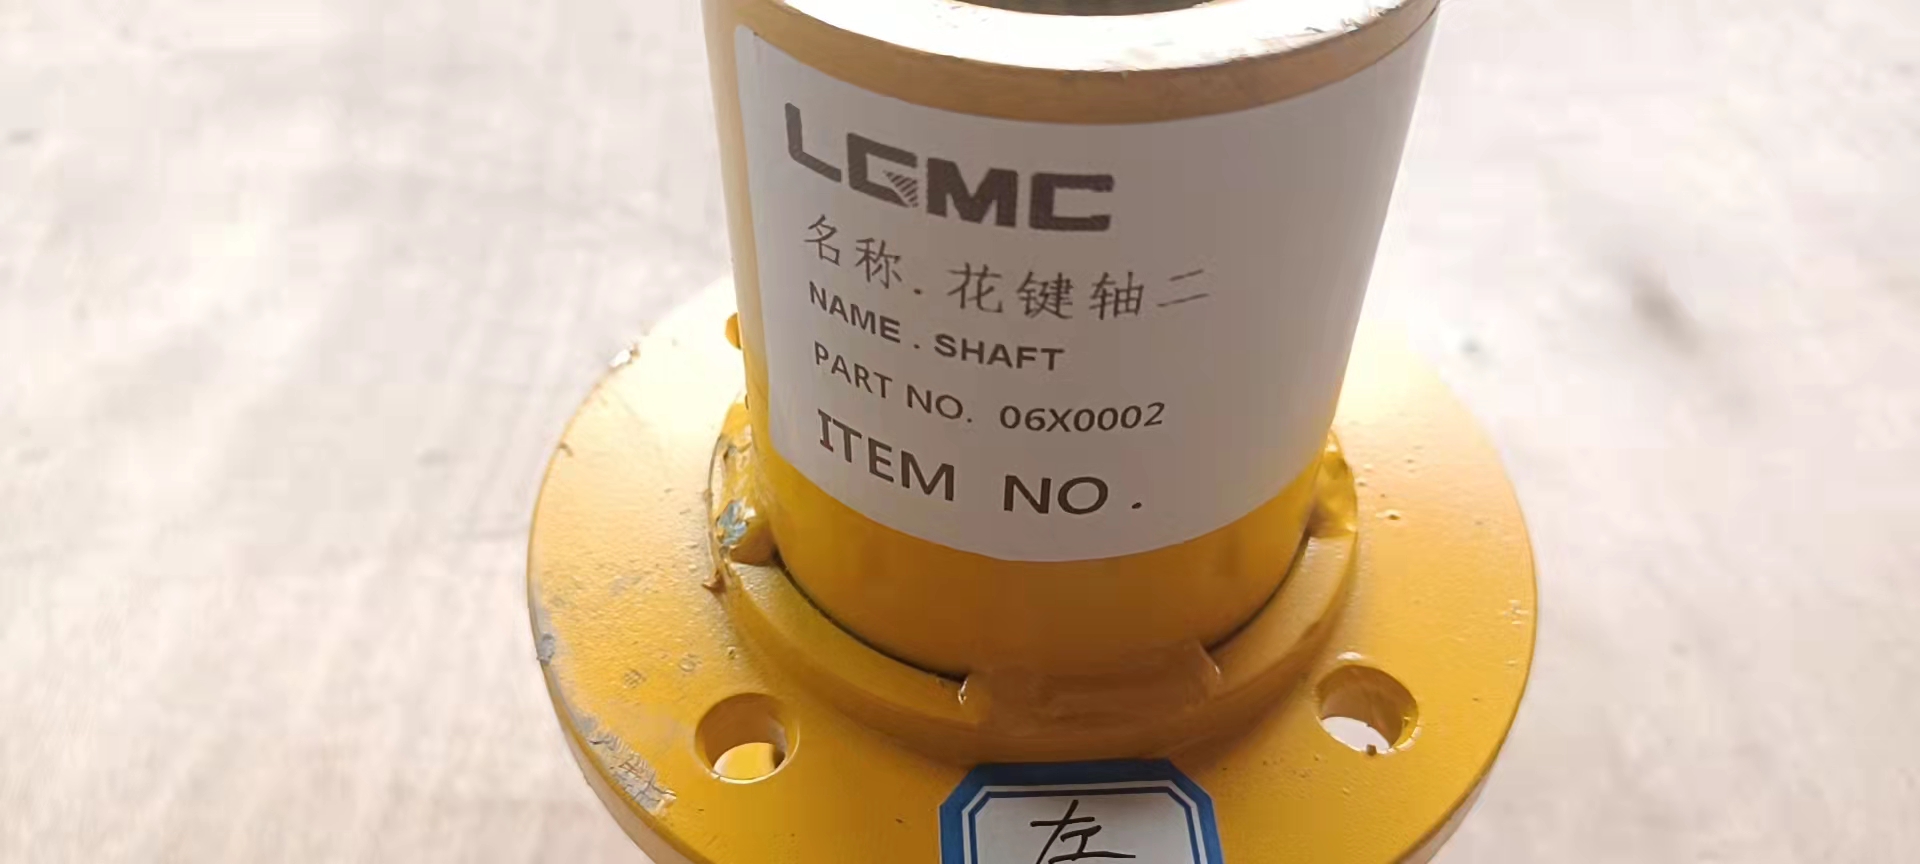 LGMC
名称.花键轴二
NAME . SHAFT
PART NO. 06X0002
ITEM NO .
左